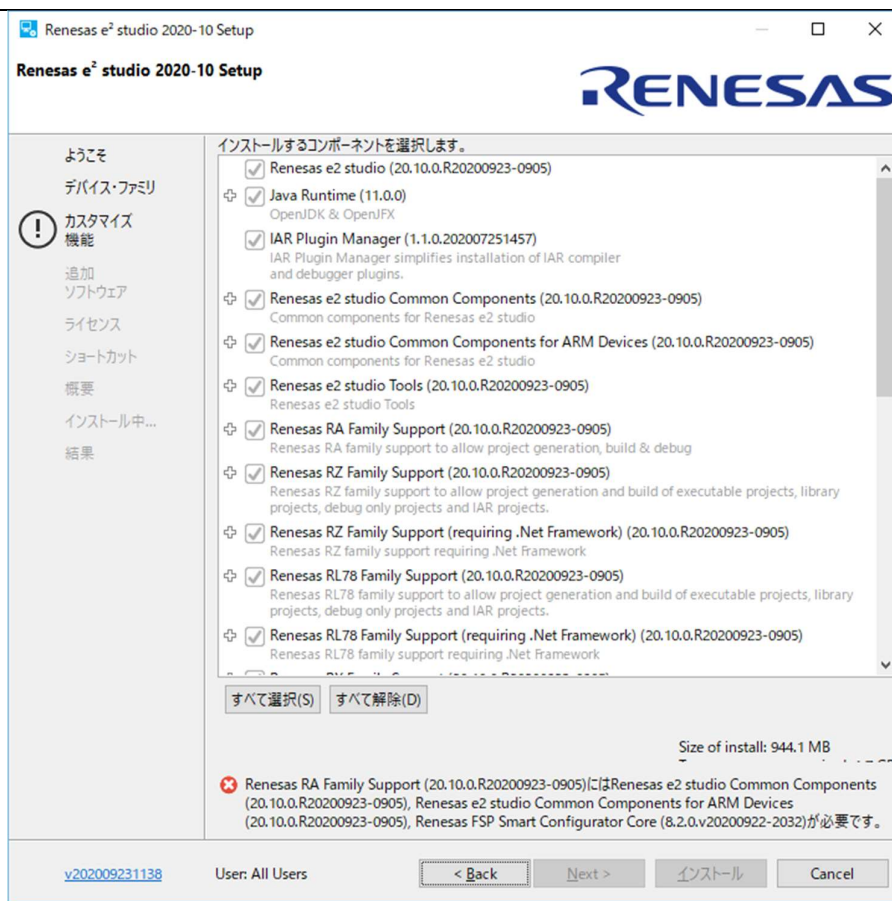 Renesas e² studio 2020-10 Setup
Renesas e² studio 2020-10 Setup
RENESAS
ようこそ
デバイス・ファミリ
カスタマイズ
機能
追加
ソフトウェア
ライセンス
ショートカット
概要
インストール中...
結果
インストールするコンポーネントを選択します。
Renesas e2 studio (20.10.0.R20200923-0905)
Java Runtime (11.0.0)
OpenJDK & OpenJFX
IAR Plugin Manager (1.1.0.202007251457)
IAR Plugin Manager simplifies installation of IAR compiler
and debugger plugins.
Renesas e2 studio Common Components (20.10.0.R20200923-0905)
Common components for Renesas e2 studio
Renesas e2 studio Common Components for ARM Devices (20.10.0.R20200923-0905)
Common components for Renesas e2 studio
Renesas e2 studio Tools (20.10.0.R20200923-0905)
Renesas e2 studio Tools
Renesas RA Family Support (20.10.0.R20200923-0905)
Renesas RA family support to allow project generation, build & debug
Renesas RZ Family Support (20.10.0.R20200923-0905)
Renesas RZ family support to allow project generation and build of executable projects, library
projects, debug only projects and IAR projects.
Renesas RZ Family Support (requiring .Net Framework) (20.10.0.R20200923-0905)
Renesas RZ family support requiring .Net Framework
Renesas RL78 Family Support (20.10.0.R20200923-0905)
Renesas RL78 family support to allow project generation and build of executable projects, library
projects, debug only projects and IAR projects.
Renesas RL78 Family Support (requiring .Net Framework) (20.10.0.R20200923-0905)
Renesas RL78 family support requiring .Net Framework
すべて選択(S) すべて解除(D)
Size of install: 944.1 MB
Renesas RA Family Support (20.10.0.R20200923-0905)にはRenesas e2 studio Common Components
(20.10.0.R20200923-0905), Renesas e2 studio Common Components for ARM Devices
(20.10.0.R20200923-0905), Renesas FSP Smart Configurator Core (8.2.0.v20200922-2032)が必要です。
v202009231138 User: All Users < Back Next > インストール Cancel